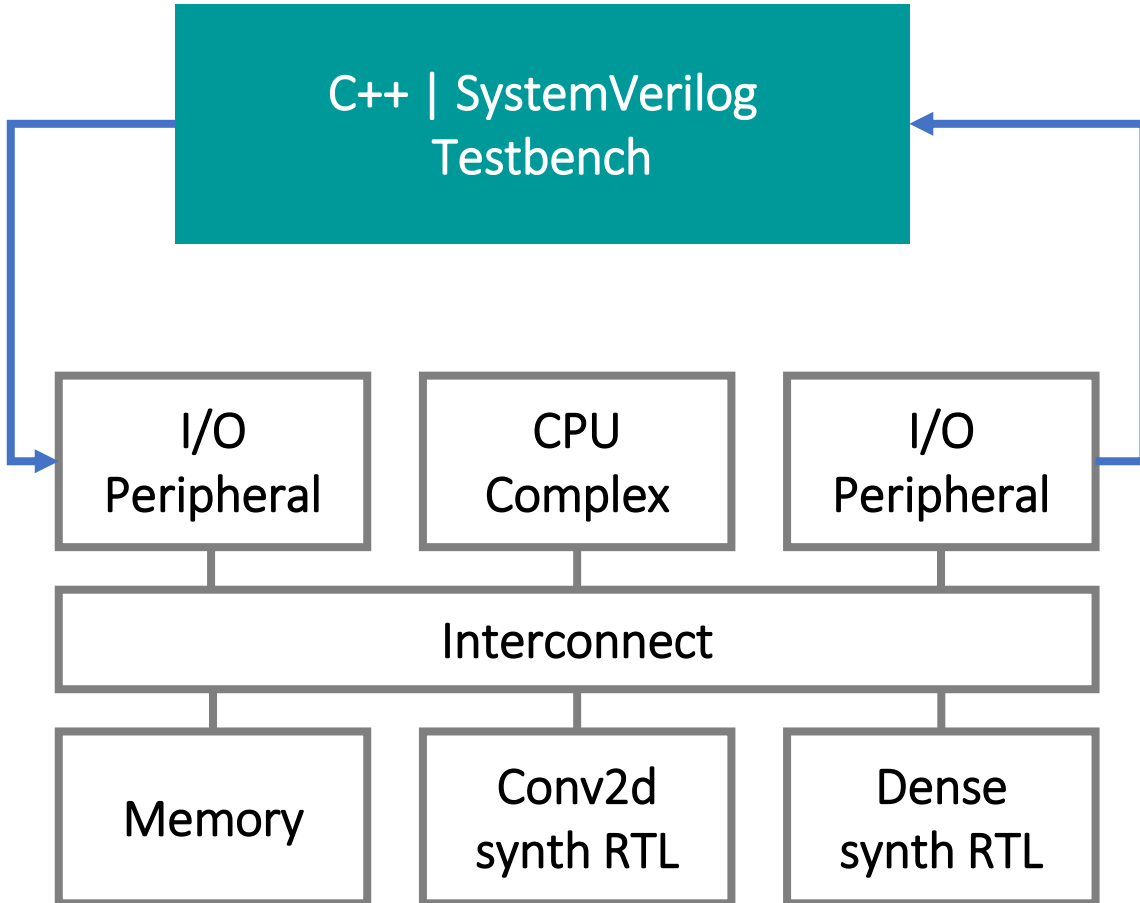 C++ | SystemVerilog
Testbench
I/O
Peripheral
CPU
Complex
I/O
Peripheral
Interconnect
Memory
Conv2d
synth RTL
Dense
synth RTL